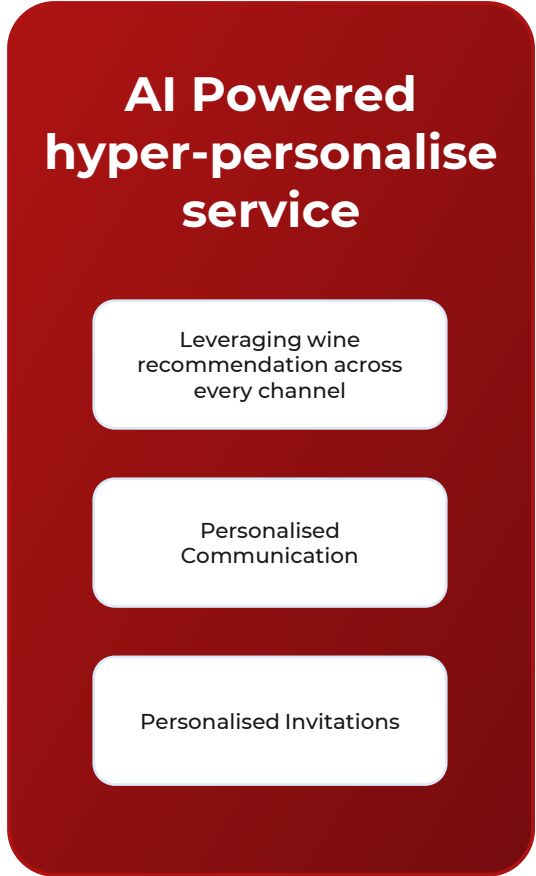 AI Powered
hyper-personalise
service
Leveraging wine
recommendation across
every channel
Personalised
Communication
Personalised Invitations